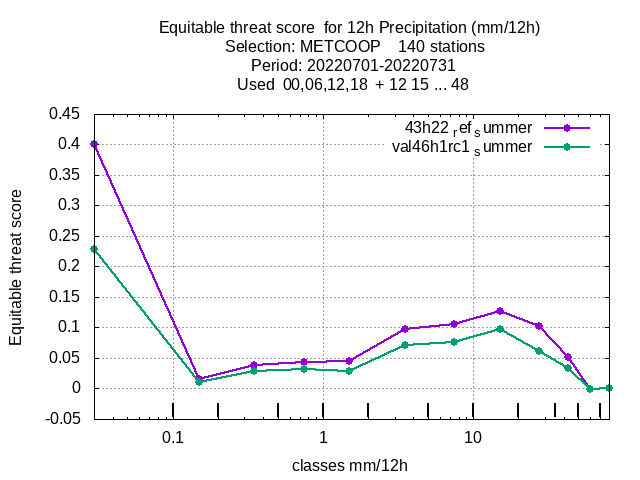 Equitable threat score  for 12h Precipitation (mm/12h)
Selection: METCOOP    140 stations
Period: 20220701-20220731
Used  00,06,12,18  + 12 15 ... 48
43h22 ref summer
val46h1rc1 summer
0.45
0.4
0.35
0.3
0.25
0.2
0.15
0.1
0.05
0
-0.05
Equitable threat score
0.1 1 10
classes mm/12h